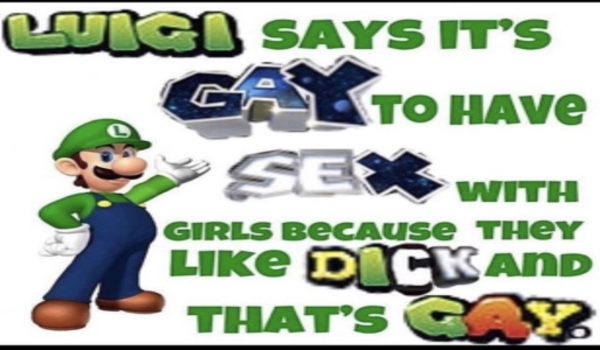 LUIGI SAYS IT'S
GAY TO HAVE
SEX WITH
GIRLS BECAUSE THEY
LIKE DICK AND
THAT'S GAY.
L